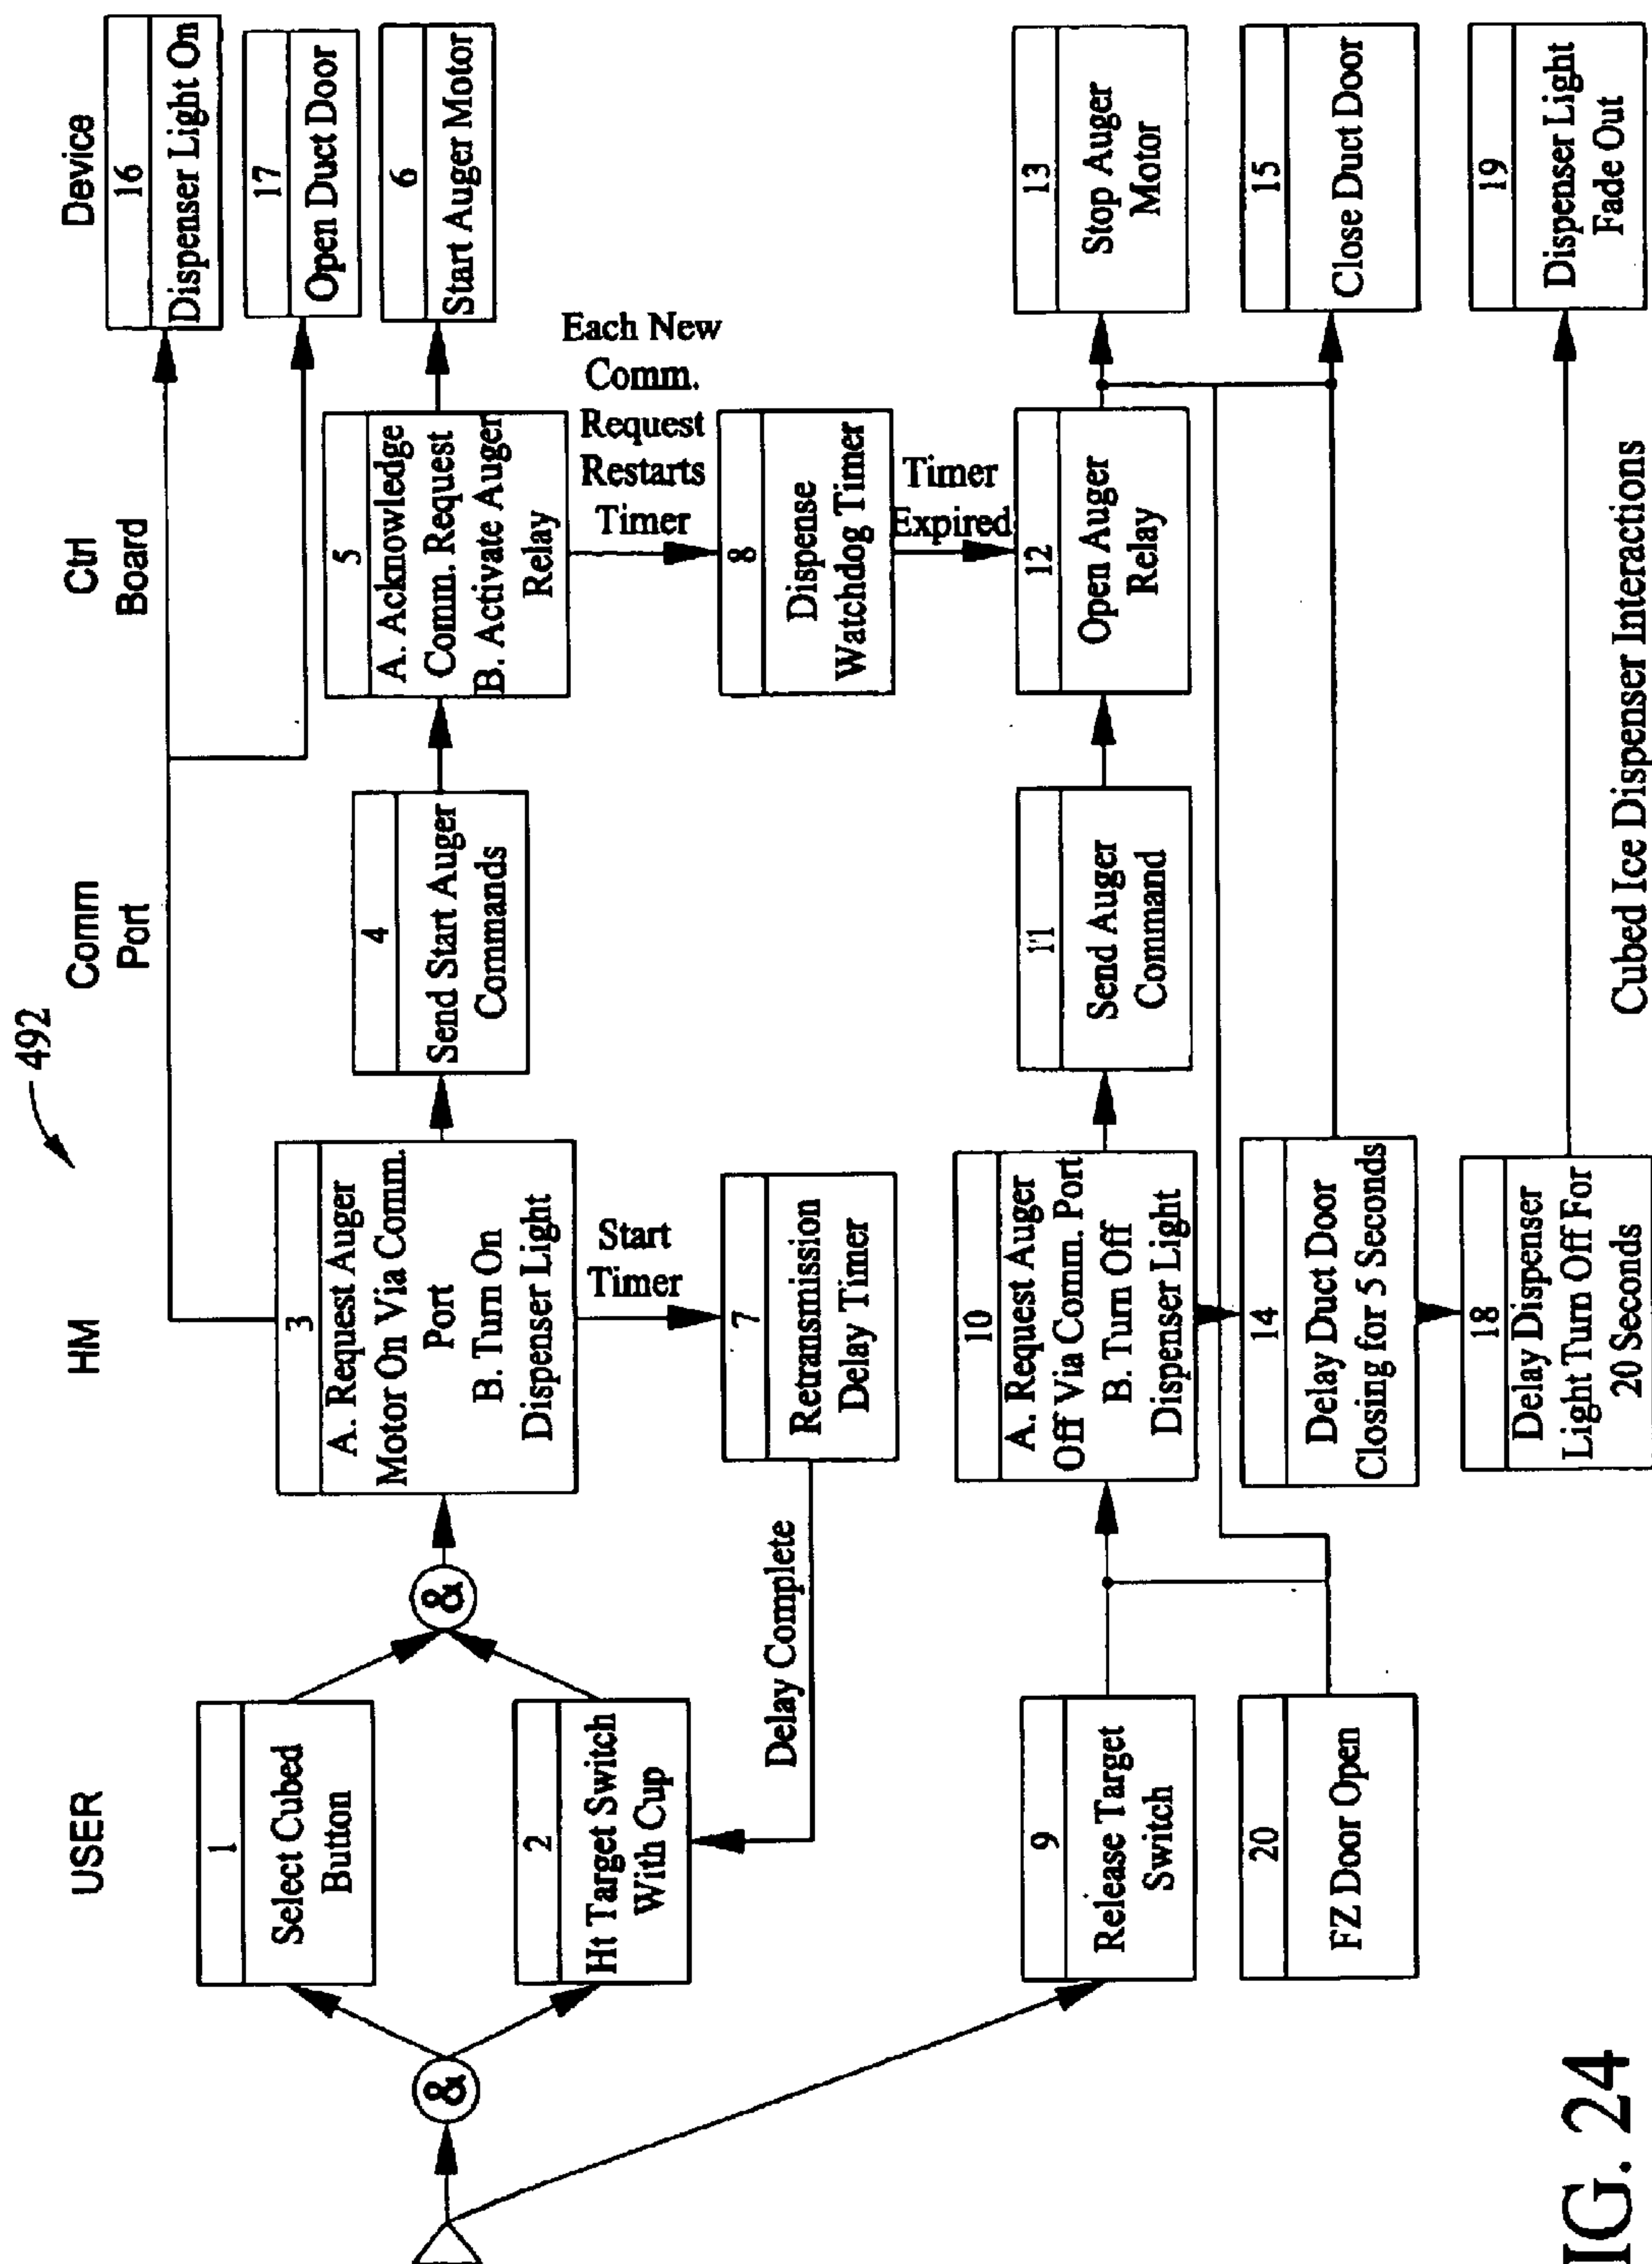 492
USER
HM
Comm
Port
Ctrl
Board
Device
1
Select Cubed
Button
2
Ht Target Switch
With Cup
&
&
3
A. Request Auger
Motor On Via Comm.
Port
B. Turn On
Dispenser Light
Start
Timer
4
Send Start Auger
Commands
5
A. Acknowledge
Comm. Request
B. Activate Auger
Relay
16
Dispenser Light On
17
Open Duct Door
6
Start Auger Motor
Each New
Comm.
Request
Restarts
Timer
7
Retransmission
Delay Timer
Delay Complete
8
Dispense
Watchdog Timer
Timer
Expired
9
Release Target
Switch
10
A. Request Auger
Off Via Comm. Port
B. Turn Off
Dispenser Light
11
Send Auger
Command
12
Open Auger
Relay
13
Stop Auger
Motor
20
FZ Door Open
14
Delay Duct Door
Closing for 5 Seconds
15
Close Duct Door
18
Delay Dispenser
Light Turn Off For
20 Seconds
19
Dispenser Light
Fade Out
Cubed Ice Dispenser Interactions
IG. 24